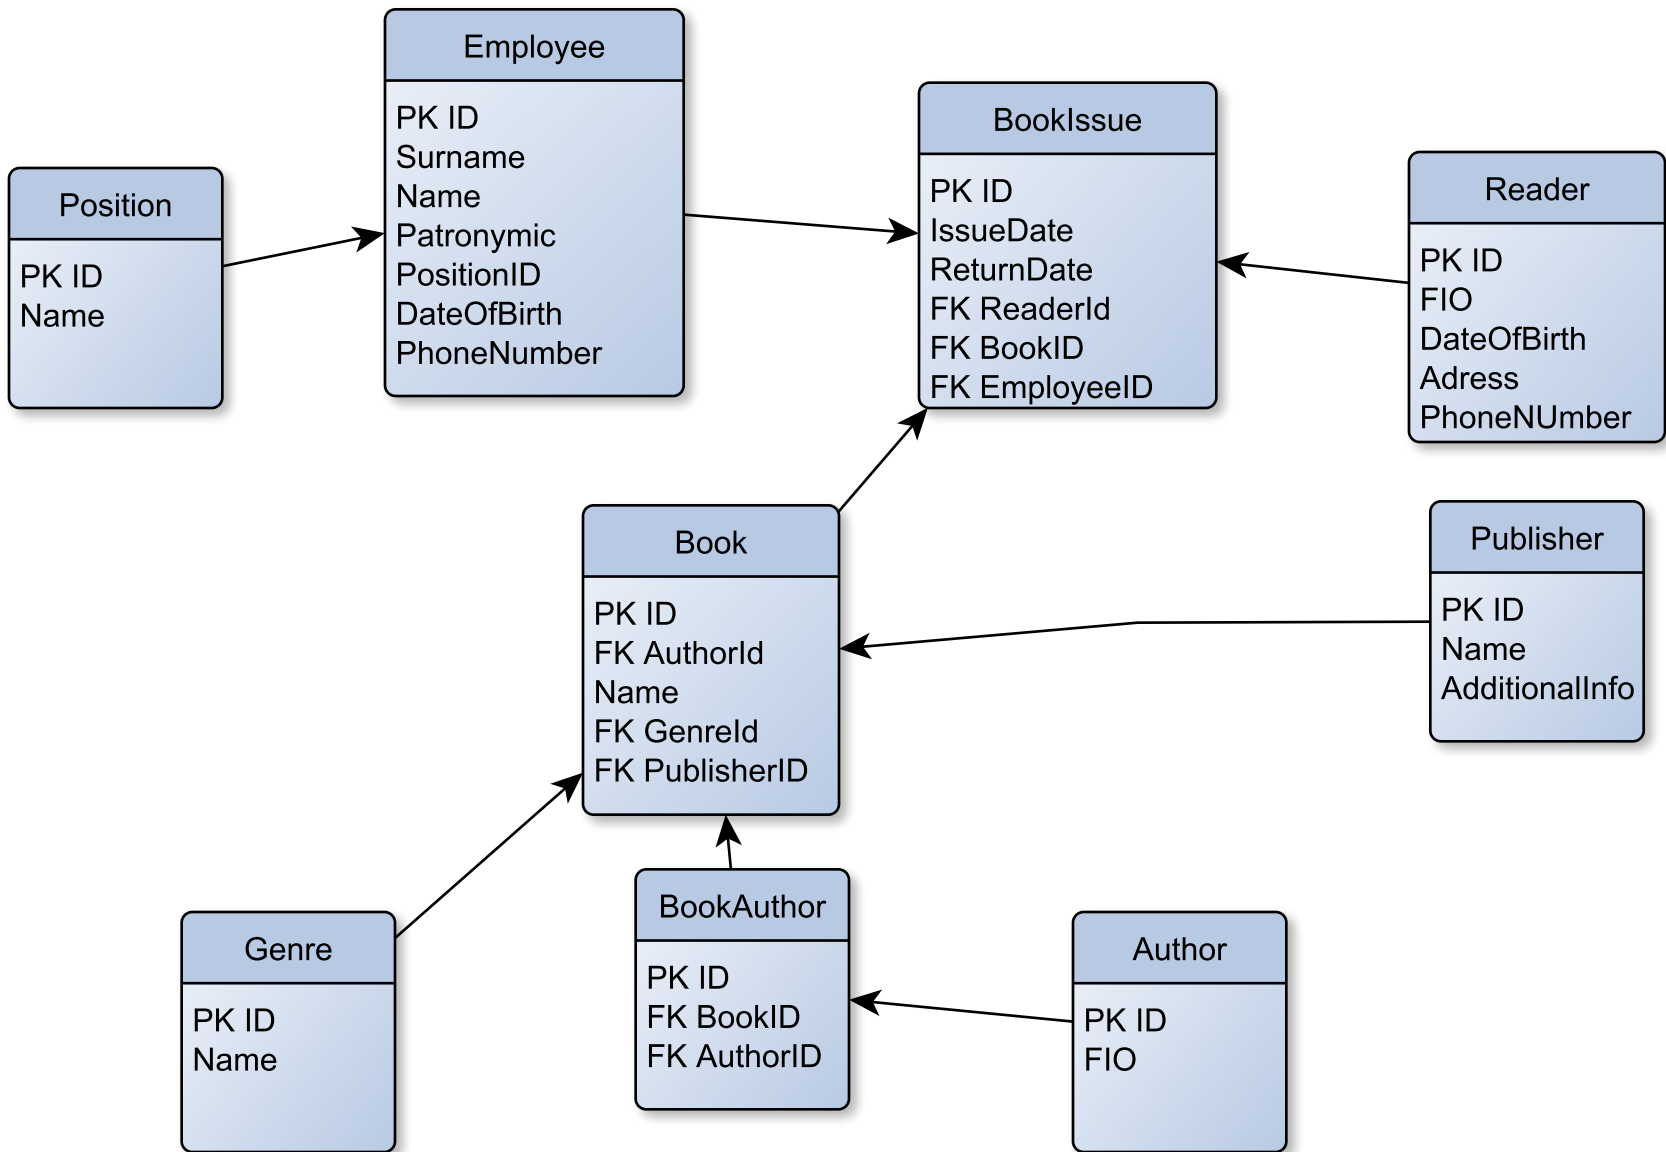 Employee
PK ID
Surname
Name
Patronymic
PositionID
DateOfBirth
PhoneNumber
BookIssue
PK ID
IssueDate
ReturnDate
FK ReaderId
FK BookID
FK EmployeeID
Position
PK ID
Name
Reader
PK ID
FIO
DateOfBirth
Adress
PhoneNUmber
Book
PK ID
FK AuthorId
Name
FK GenreId
FK PublisherID
Publisher
PK ID
Name
AdditionalInfo
Genre
PK ID
Name
BookAuthor
PK ID
FK BookID
FK AuthorID
Author
PK ID
FIO